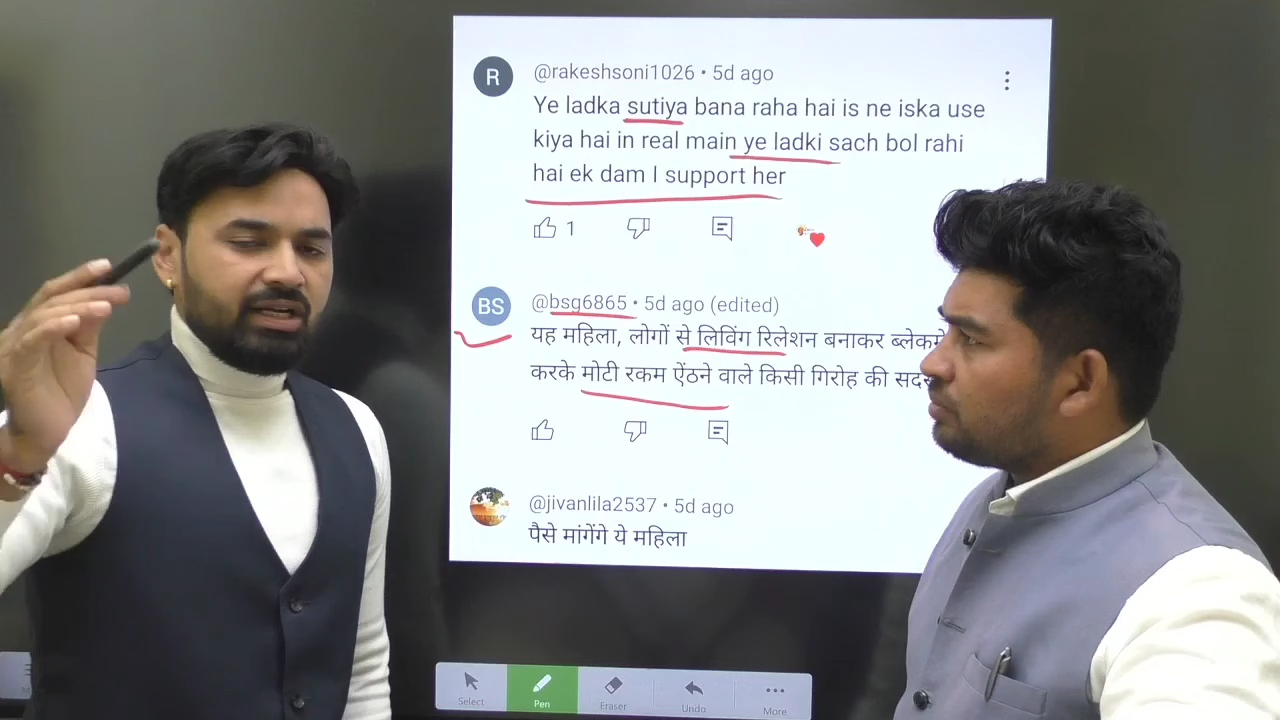 R @rakeshsoni1026 • 5d ago
Ye ladka sutiya bana raha hai is ne iska use
kiya hai in real main ye ladki sach bol rahi
hai ek dam I support her
1
BS @bsg6865 • 5d ago (edited)
यह महिला, लोगों से लिविंग रिलेशन बनाकर
करके मोटी रकम ऐंठने वाले किसी गिरोह की
@jivanlila2537 • 5d ago
पैसे मांगेंगे ये महिला
Select Pen Eraser Undo More